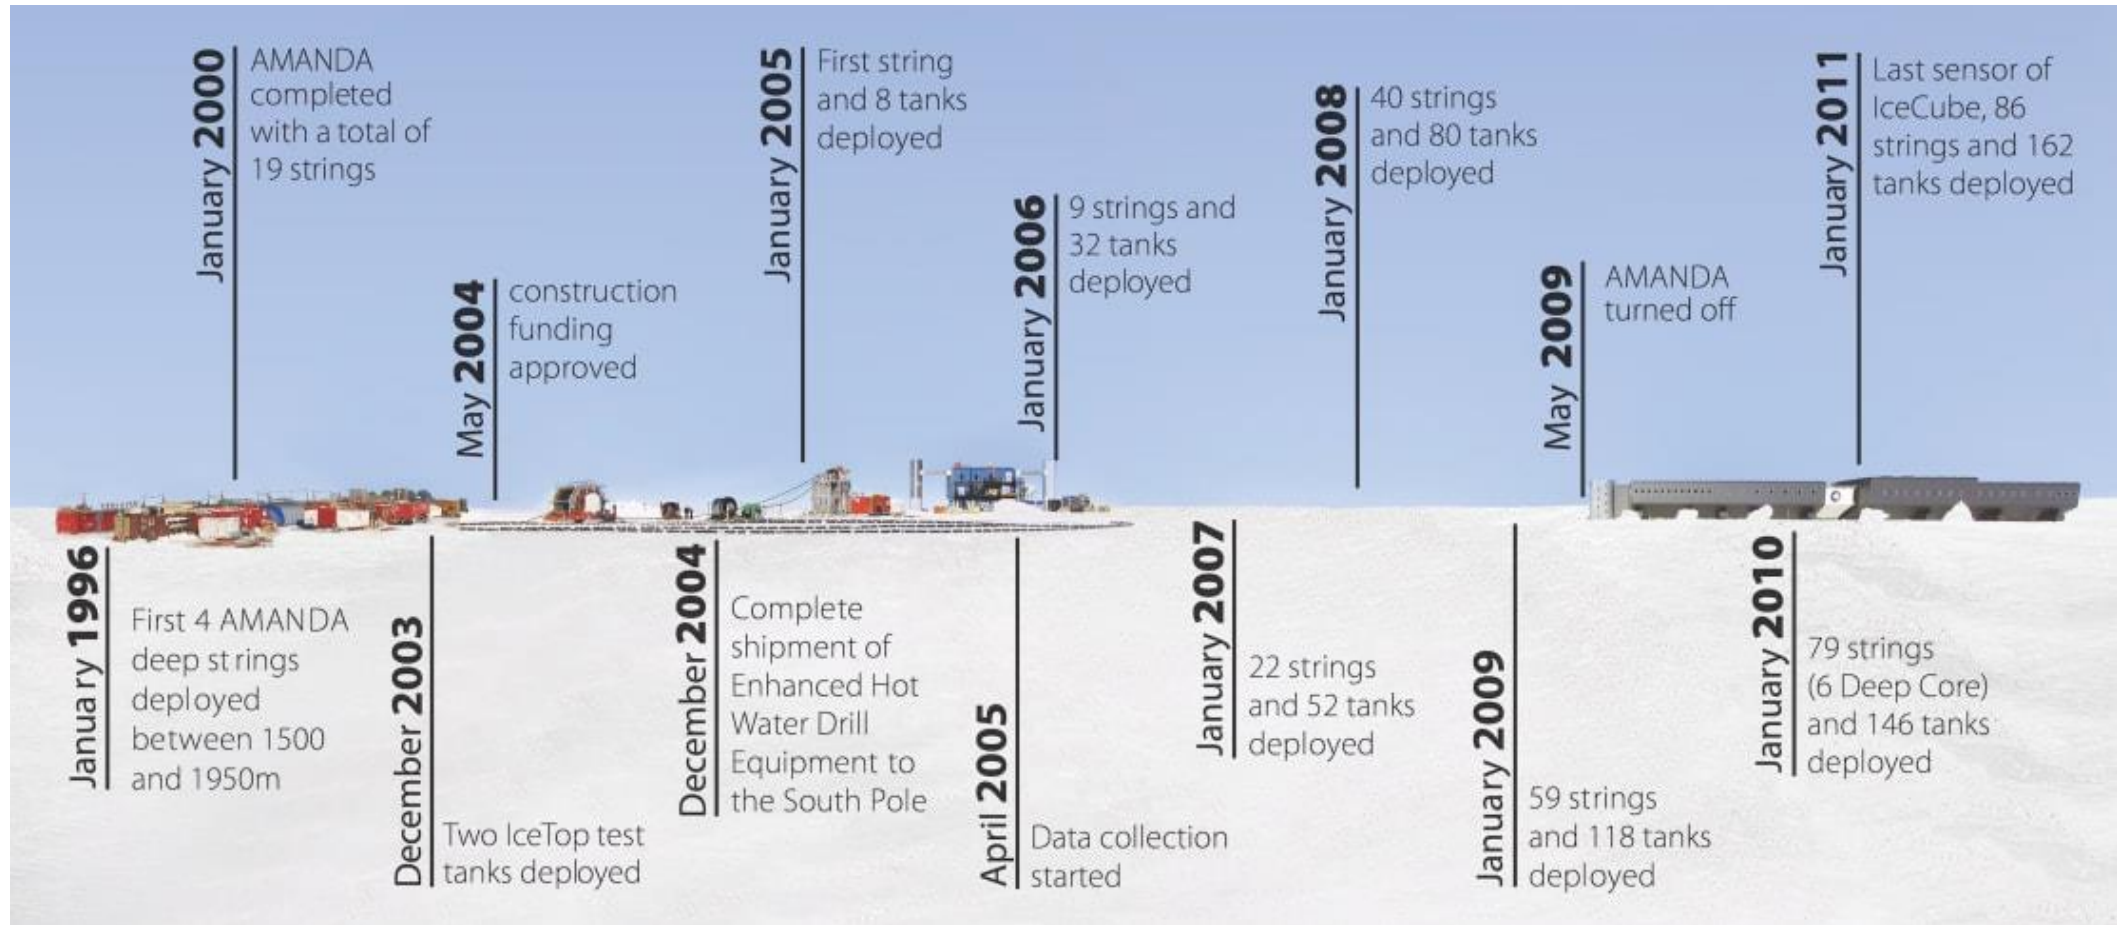 January 2000
AMANDA
completed
with a total of
19 strings
May 2004
construction
funding
approved
January 2005
First string
and 8 tanks
deployed
January 2006
9 strings and
32 tanks
deployed
January 2008
40 strings
and 80 tanks
deployed
May 2009
AMANDA
turned off
January 2011
Last sensor of
IceCube, 86
strings and 162
tanks deployed
January 1996
First 4 AMANDA
deep strings
deployed
between 1500
and 1950m
December 2003
Two IceTop test
tanks deployed
December 2004
Complete
shipment of
Enhanced Hot
Water Drill
Equipment to
the South Pole
April 2005
Data collection
started
January 2007
22 strings
and 52 tanks
deployed
January 2009
59 strings
and 118 tanks
deployed
January 2010
79 strings
(6 Deep Core)
and 146 tanks
deployed